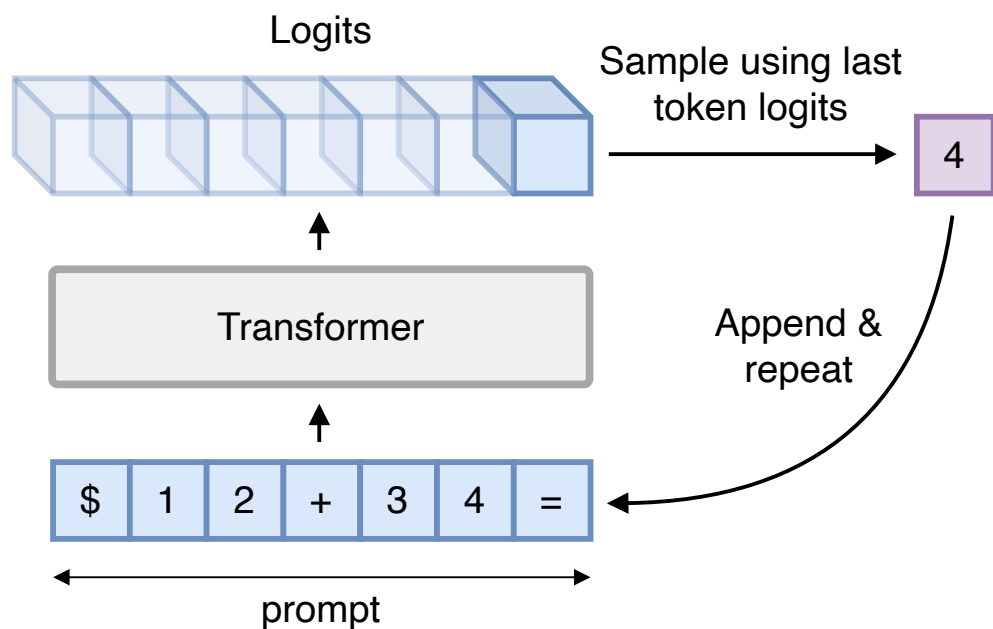 Logits
Sample using last
token logits
4
Transformer
Append &
repeat
$ 1 2 + 3 4 =
prompt